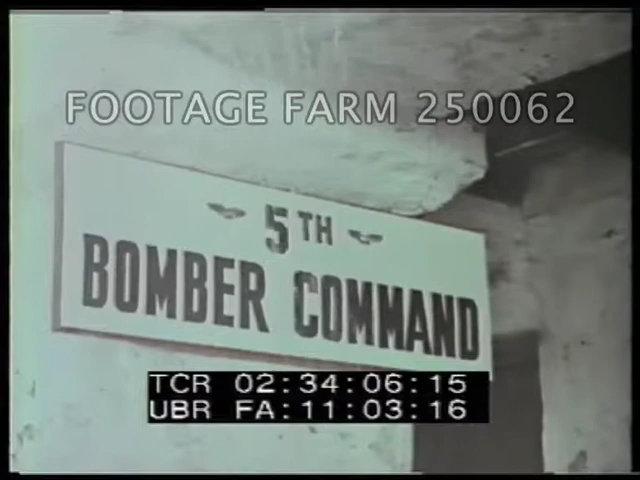 FOOTAGE FARM 250062
5TH
BOMBER COMMAND
TCR 02:34:06:15
UBR FA:11:03:16